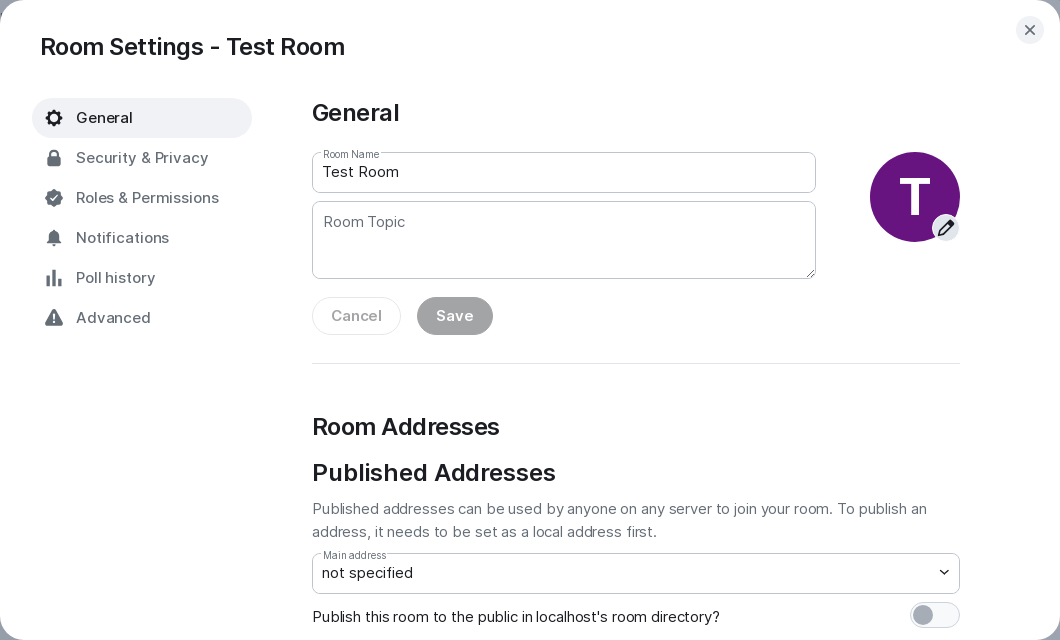 Room Settings - Test Room
General
Security & Privacy
Roles & Permissions
Notifications
Poll history
Advanced
General
Room Name
Test Room
Room Topic
T
Cancel
Save
Room Addresses
Published Addresses
Published addresses can be used by anyone on any server to join your room. To publish an
address, it needs to be set as a local address first.
Main address
not specified
Publish this room to the public in localhost's room directory?